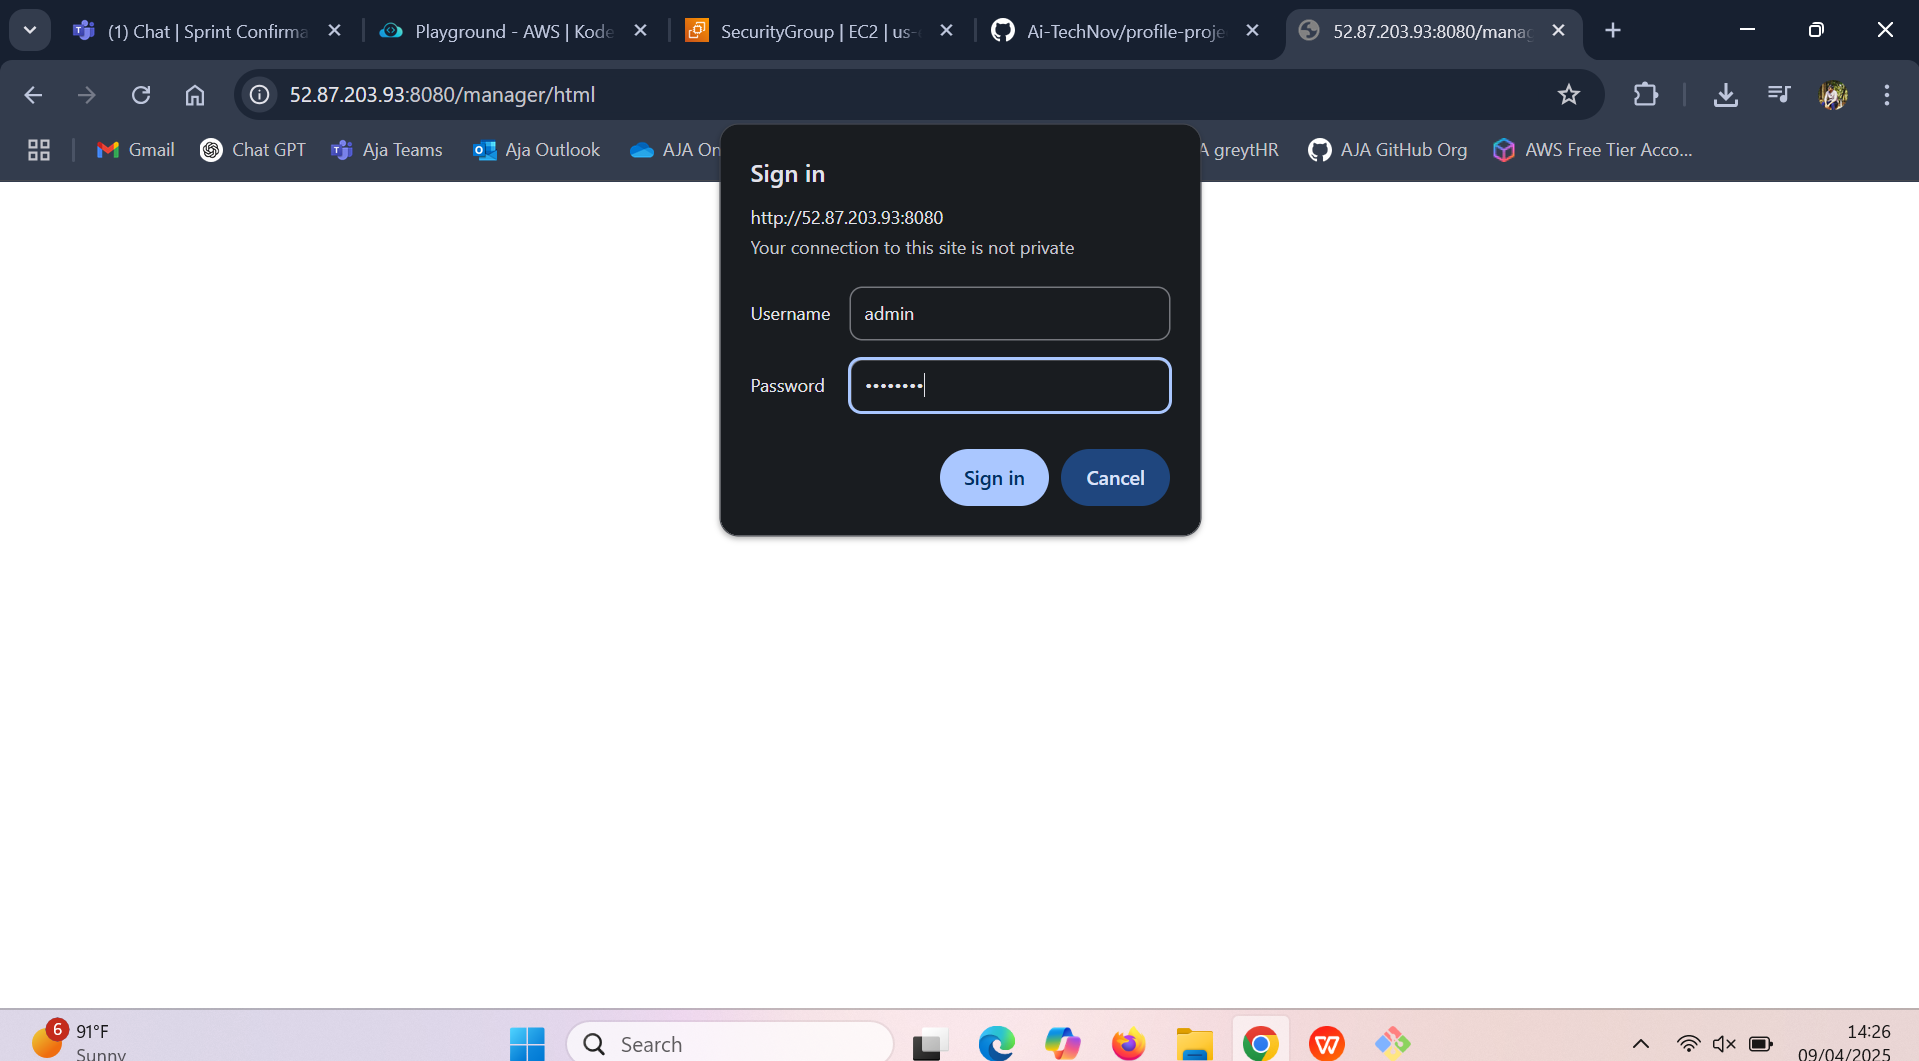 (1) Chat | Sprint Confirma
Playground - AWS | Kode
SecurityGroup | EC2 | us-
Ai-TechNov/profile-proje
52.87.203.93:8080/manag
52.87.203.93:8080/manager/html
Gmail
Chat GPT
Aja Teams
Aja Outlook
AJA On
A greytHR
AJA GitHub Org
AWS Free Tier Acco...
Sign in
http://52.87.203.93:8080
Your connection to this site is not private
Username
admin
Password
Sign in
Cancel
6
91°F
Sunny
Search
14:26
09/04/2025